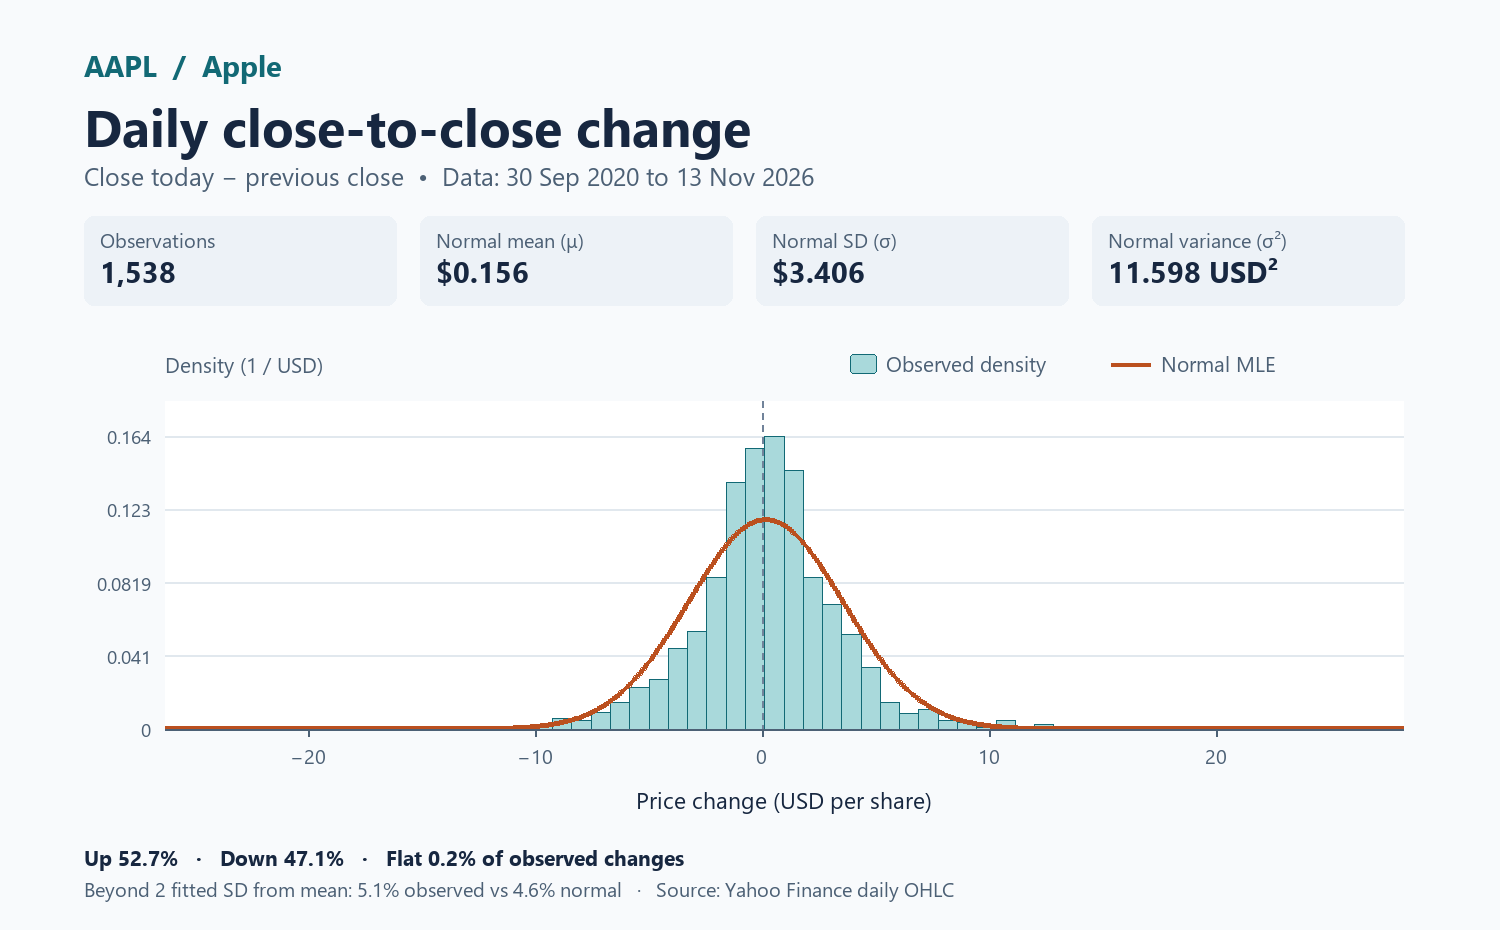 AAPL / Apple
Daily close-to-close change
Close today − previous close • Data: 30 Sep 2020 to 13 Nov 2026
Observations
1,538
Normal mean (μ)
$0.156
Normal SD (σ)
$3.406
Normal variance (σ²)
11.598 USD²
Density (1 / USD)
Observed density
Normal MLE
0.164
0.123
0.0819
0.041
0
−20
−10
0
10
20
Price change (USD per share)
Up 52.7% · Down 47.1% · Flat 0.2% of observed changes
Beyond 2 fitted SD from mean: 5.1% observed vs 4.6% normal · Source: Yahoo Finance daily OHLC